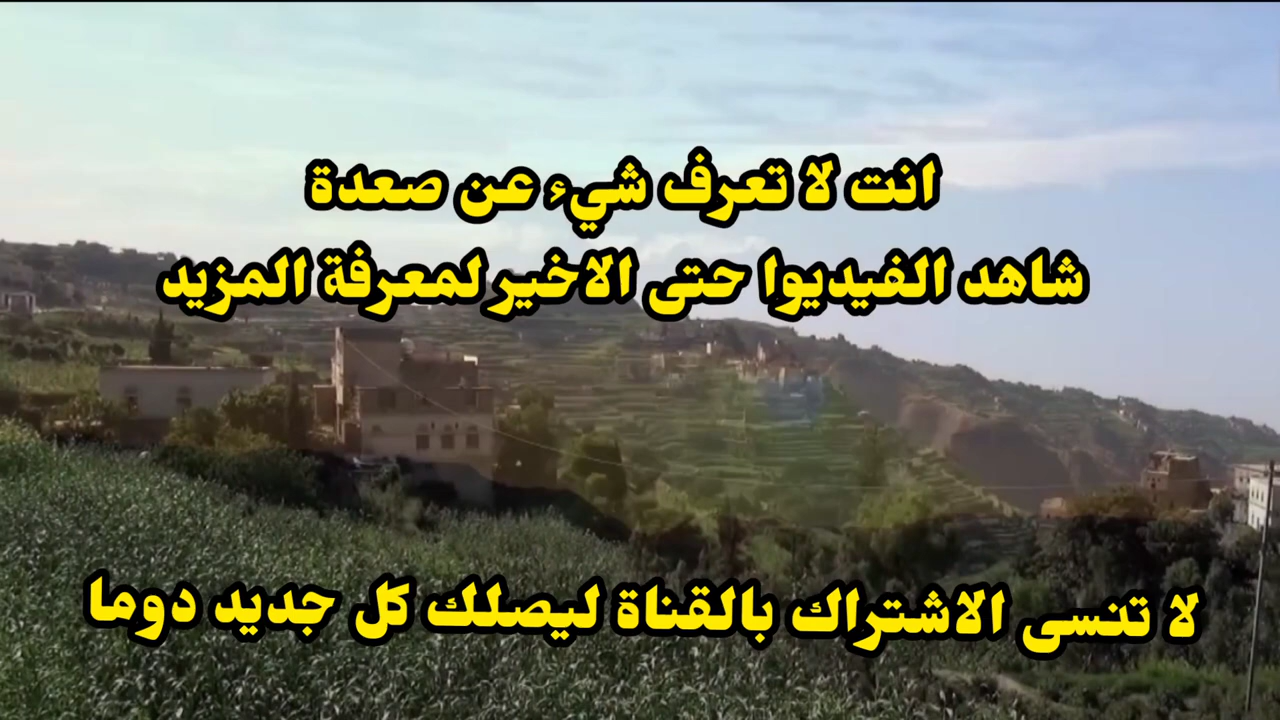 انت لا تعرف شيء عن صعدة
شاهد الفيديوا حتى الاخير لمعرفة المزيد
لا تنسى الاشتراك بالقناة ليصلك كل جديد دوما